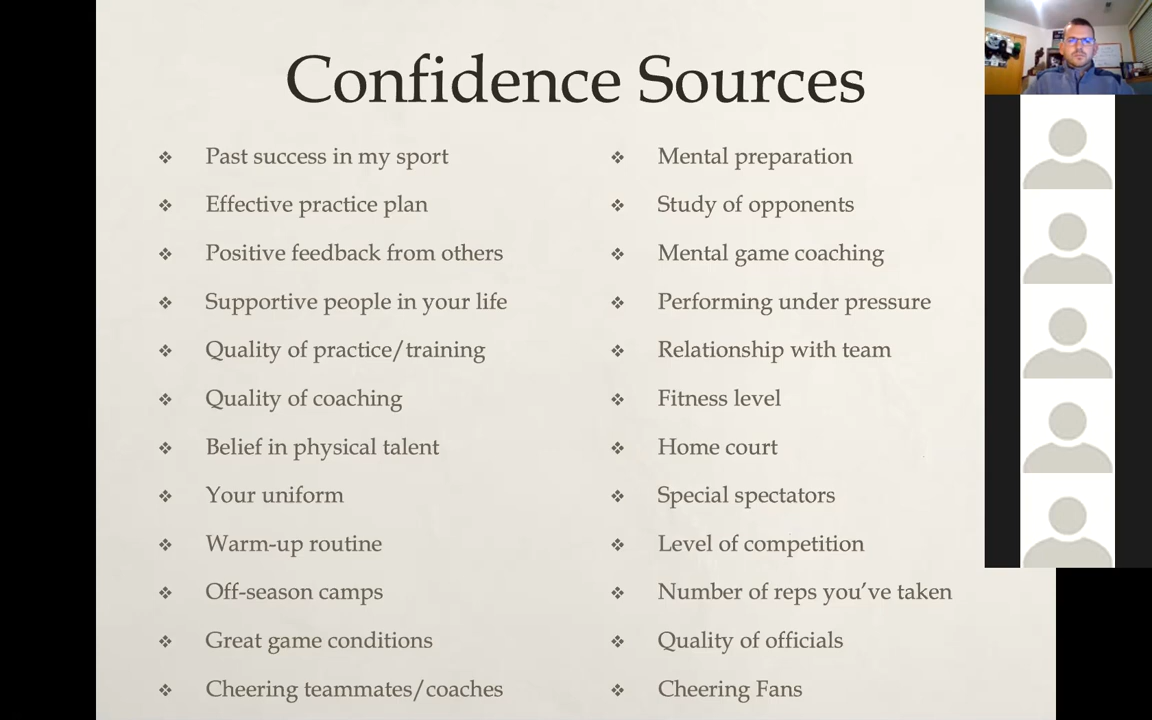 Confidence Sources
Past success in my sport
Effective practice plan
Positive feedback from others
Supportive people in your life
Quality of practice/training
Quality of coaching
Belief in physical talent
Your uniform
Warm-up routine
Off-season camps
Great game conditions
Cheering teammates/coaches
Mental preparation
Study of opponents
Mental game coaching
Performing under pressure
Relationship with team
Fitness level
Home court
Special spectators
Level of competition
Number of reps you've taken
Quality of officials
Cheering Fans